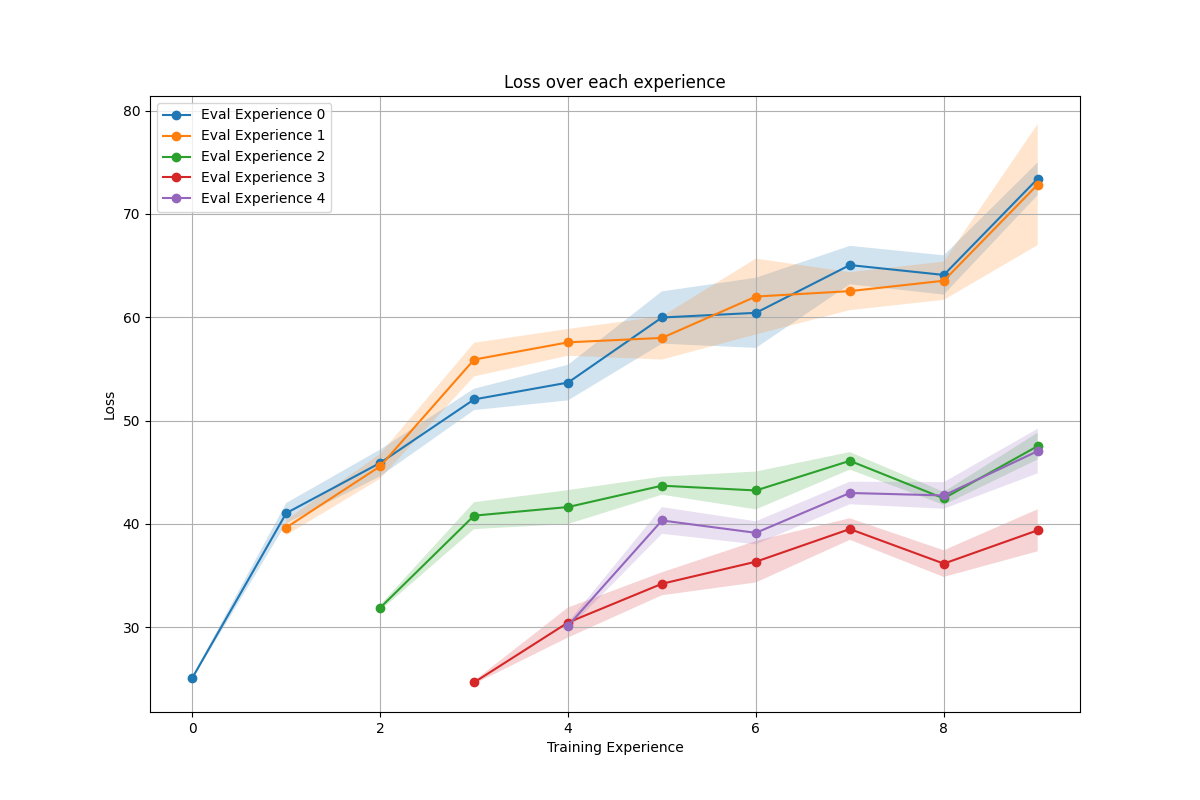 Loss over each experience
Eval Experience 0
Eval Experience 1
Eval Experience 2
Eval Experience 3
Eval Experience 4
80
70
60
50
40
30
Loss
0 2 4 6 8
Training Experience